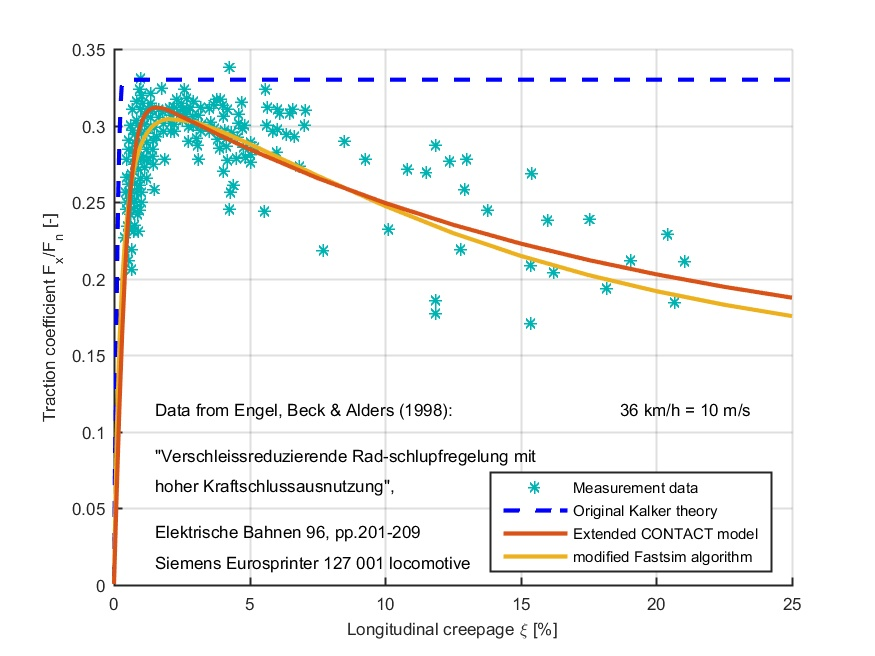 0.35
0.3
0.25
0.2
0.15
0.1
0.05
0
0
5
10
15
20
25
Traction coefficient Fx/Fn [-]
Longitudinal creepage ξ [%]
Data from Engel, Beck & Alders (1998):
36 km/h = 10 m/s
"Verschleissreduzierende Rad-schlupfregelung mit
hoher Kraftschlussausnutzung",
Elektrische Bahnen 96, pp.201-209
Siemens Eurosprinter 127 001 locomotive
Measurement data
Original Kalker theory
Extended CONTACT model
modified Fastsim algorithm